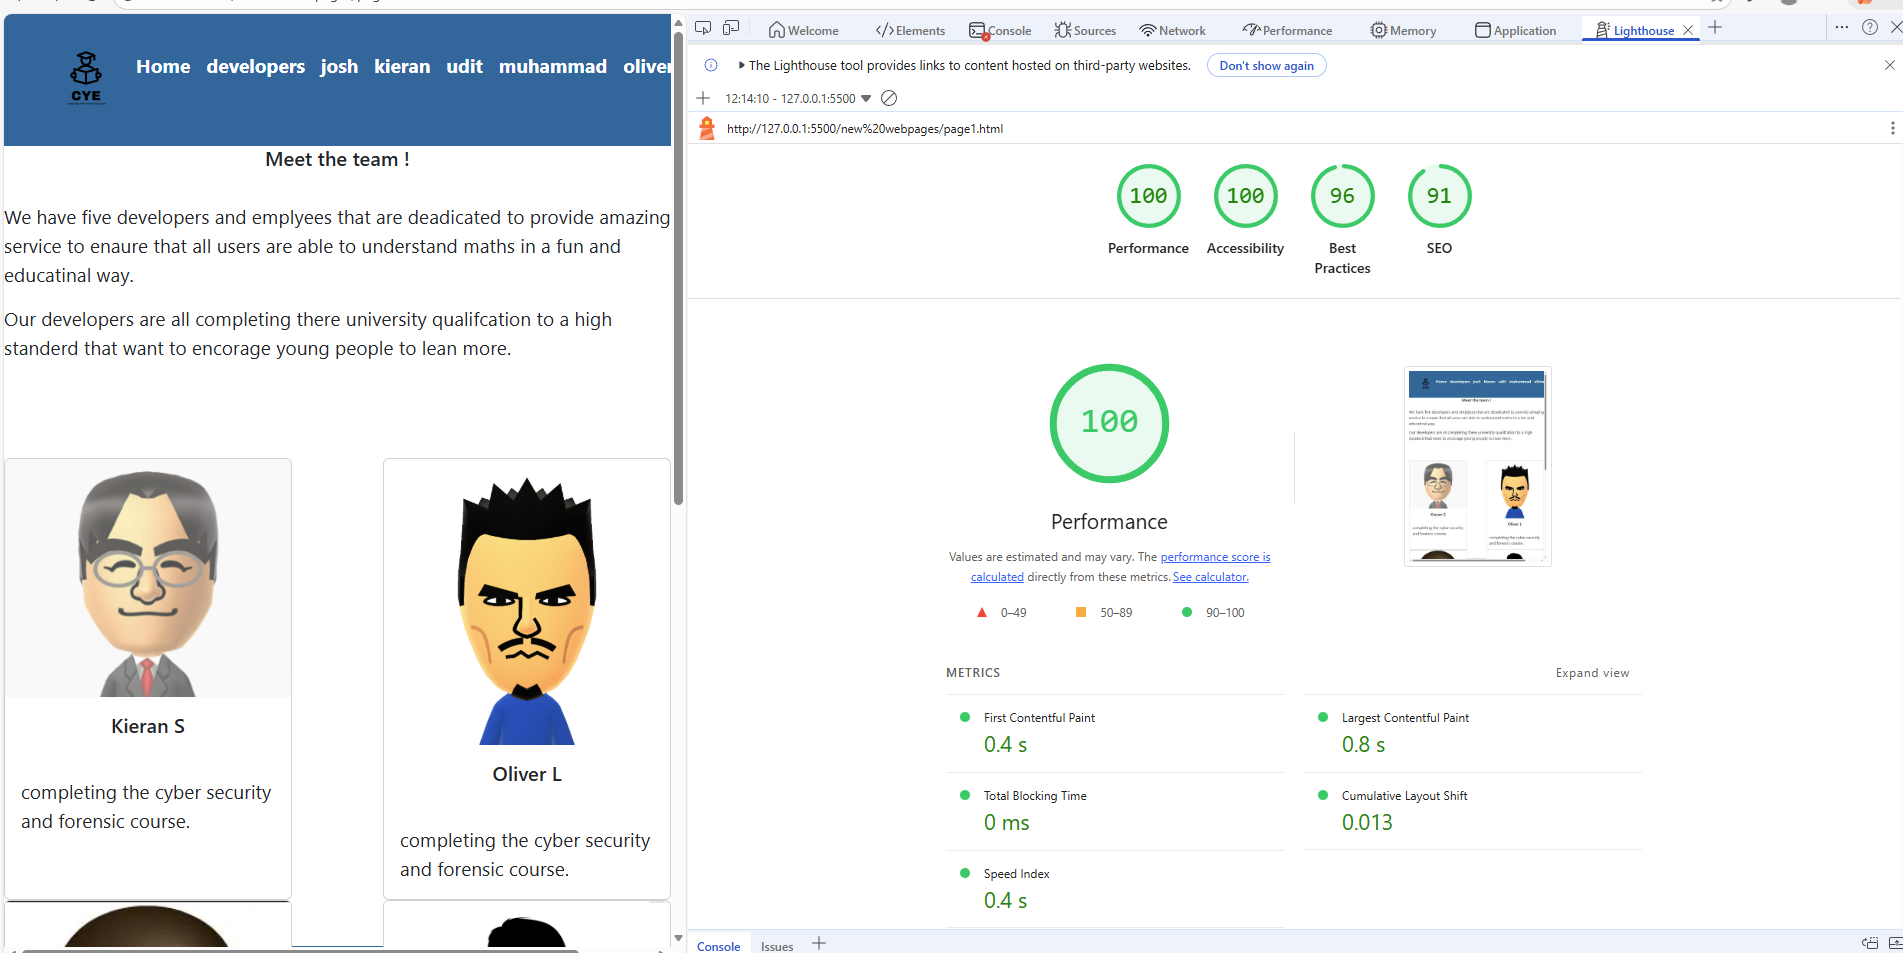 CYE
Home developers josh kieran udit muhammad oliver
Meet the team !
We have five developers and emplyees that are deadicated to provide amazing
service to enaure that all users are able to understand maths in a fun and
educatinal way.
Our developers are all completing there university qualifcation to a high
standerd that want to encorage young people to lean more.
Kieran S
completing the cyber security
and forensic course.
Oliver L
completing the cyber security
and forensic course.
Welcome Elements Console Sources Network Performance Memory Application Lighthouse
The Lighthouse tool provides links to content hosted on third-party websites. Don't show again
12:14:10 - 127.0.0.1:5500
http://127.0.0.1:5500/new%20webpages/page1.html
100 100 96 91
Performance Accessibility Best Practices SEO
100
Performance
Values are estimated and may vary. The performance score is
calculated directly from these metrics. See calculator.
0–49 50–89 90–100
METRICS Expand view
First Contentful Paint
0.4 s
Largest Contentful Paint
0.8 s
Total Blocking Time
0 ms
Cumulative Layout Shift
0.013
Speed Index
0.4 s
Console Issues